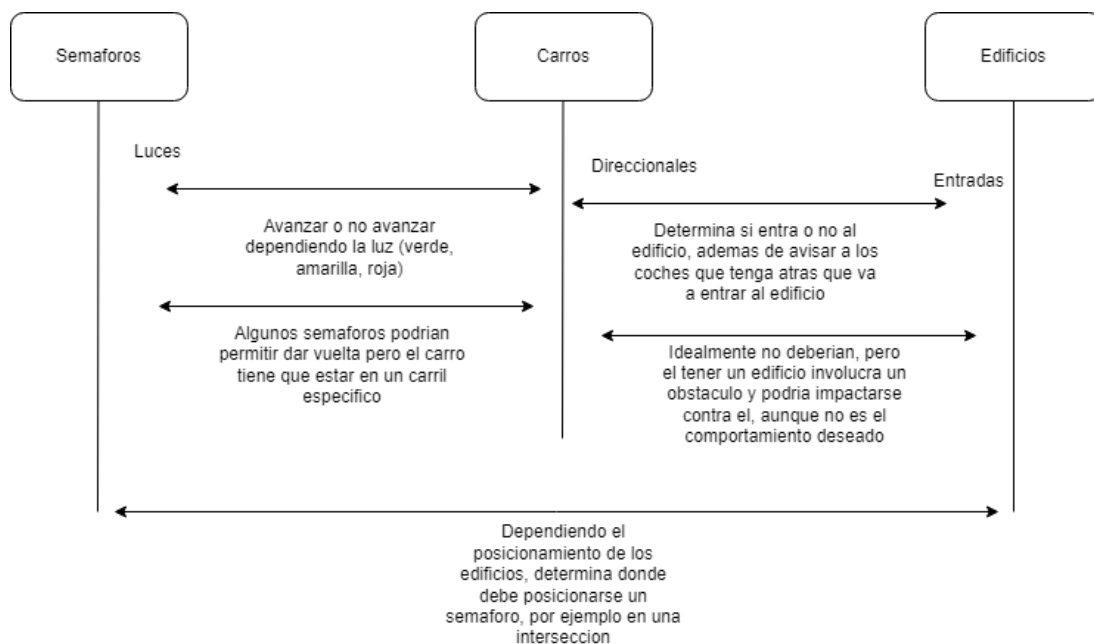 Semaforos
Carros
Edificios
Luces
Direccionales
Entradas
Avanzar o no avanzar
dependiendo la luz (verde,
amarilla, roja)
Determina si entra o no al
edificio, ademas de avisar a los
coches que tenga atras que va
a entrar al edificio
Algunos semaforos podrian
permitir dar vuelta pero el carro
tiene que estar en un carril
especifico
Idealmente no deberian, pero
el tener un edificio involucra un
obstaculo y podria impactarse
contra el, aunque no es el
comportamiento deseado
Dependiendo el
posicionamiento de los
edificios, determina donde
debe posicionarse un
semaforo, por ejemplo en una
interseccion